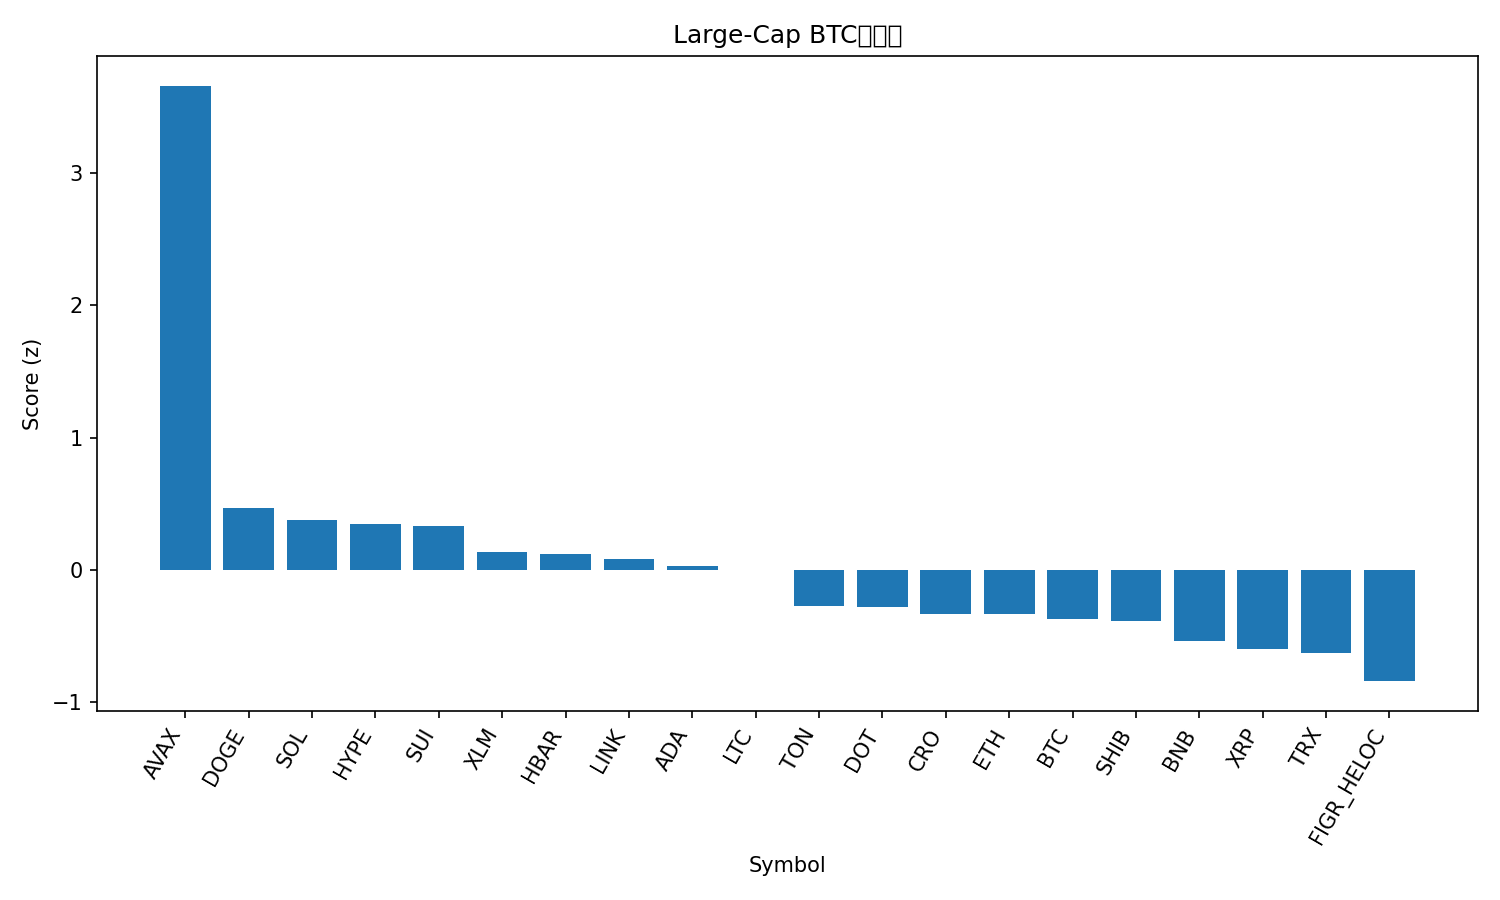 Large-Cap BTC
3
2
1
0
−1
Score (z)
AVAX
DOGE
SOL
HYPE
SUI
XLM
HBAR
LINK
ADA
LTC
TON
DOT
CRO
ETH
BTC
SHIB
BNB
XRP
TRX
FIGR_HELOC
Symbol